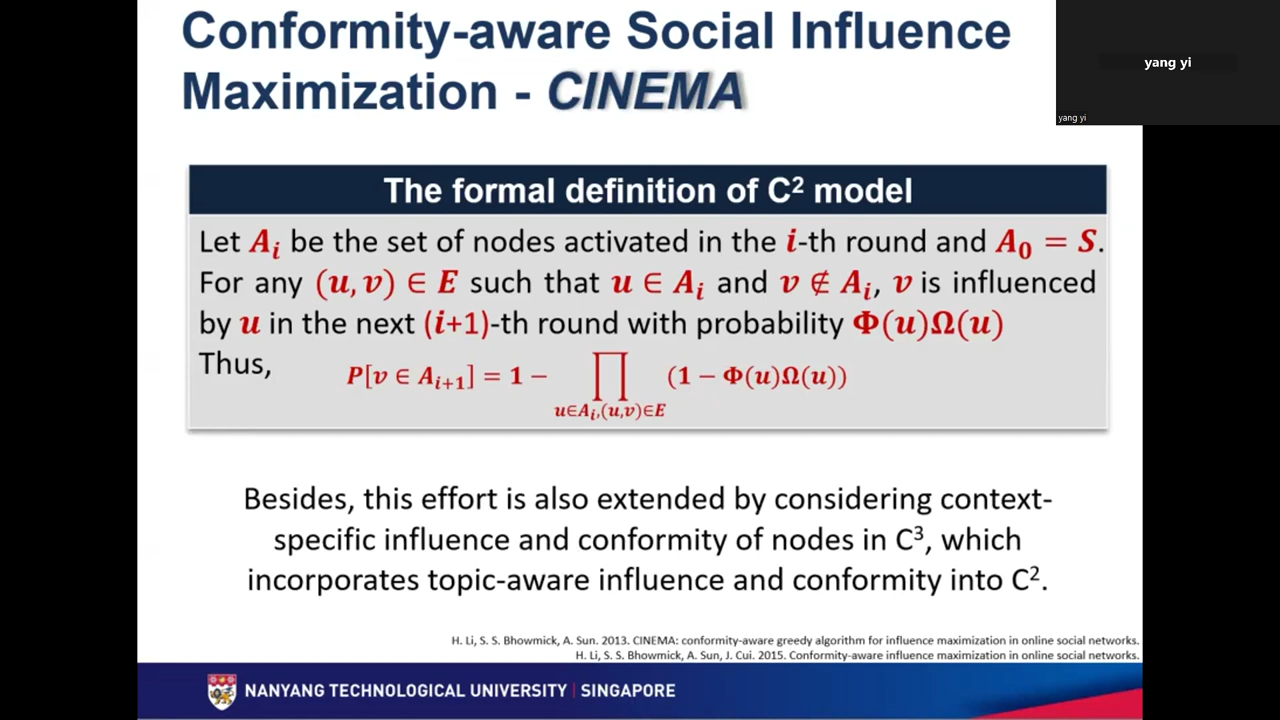 Conformity-aware Social Influence
Maximization - CINEMA
yang yi
yang yi
The formal definition of C² model
Let Aᵢ be the set of nodes activated in the i-th round and A₀ = S.
For any (u, v) ∈ E such that u ∈ Aᵢ and v ∉ Aᵢ, v is influenced
by u in the next (i+1)-th round with probability Φ(u)Ω(u)
Thus,
P[v ∈ Aᵢ₊₁] = 1 − ∏ (1 − Φ(u)Ω(u))
u∈Aᵢ,(u,v)∈E
Besides, this effort is also extended by considering context-
specific influence and conformity of nodes in C³, which
incorporates topic-aware influence and conformity into C².
H. Li, S. S. Bhowmick, A. Sun. 2013. CINEMA: conformity-aware greedy algorithm for influence maximization in online social networks.
H. Li, S. S. Bhowmick, A. Sun, J. Cui. 2015. Conformity-aware influence maximization in online social networks.
NANYANG TECHNOLOGICAL UNIVERSITY | SINGAPORE